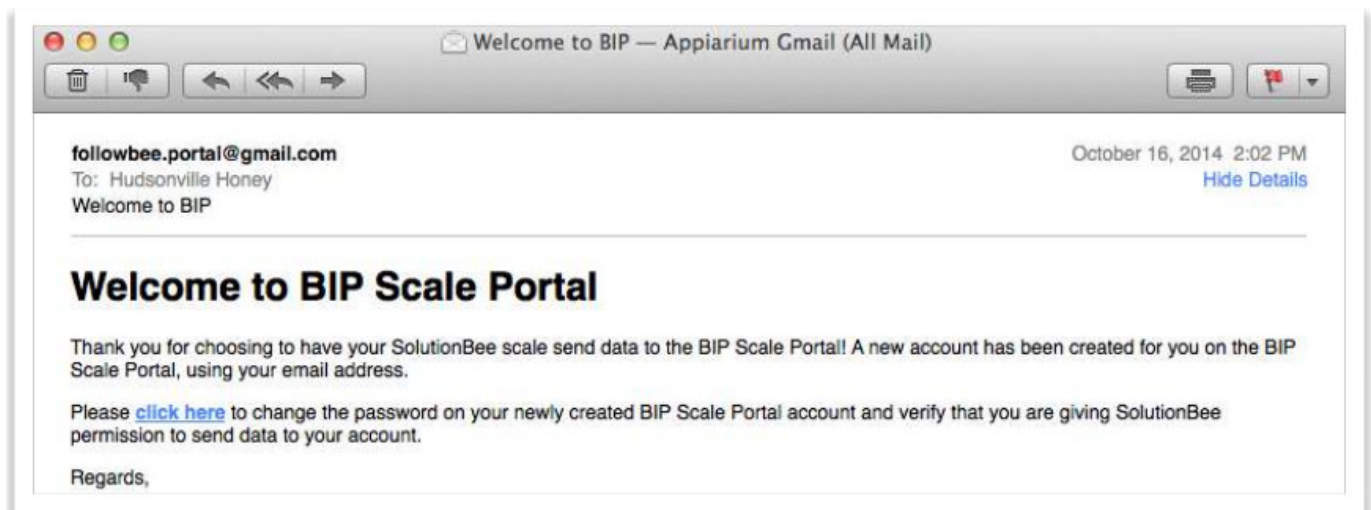 Welcome to BIP — Appiarium Gmail (All Mail)
followbee.portal@gmail.com
October 16, 2014 2:02 PM
To: Hudsonville Honey
Hide Details
Welcome to BIP
Welcome to BIP Scale Portal
Thank you for choosing to have your SolutionBee scale send data to the BIP Scale Portal! A new account has been created for you on the BIP
Scale Portal, using your email address.
Please click here to change the password on your newly created BIP Scale Portal account and verify that you are giving SolutionBee
permission to send data to your account.
Regards,